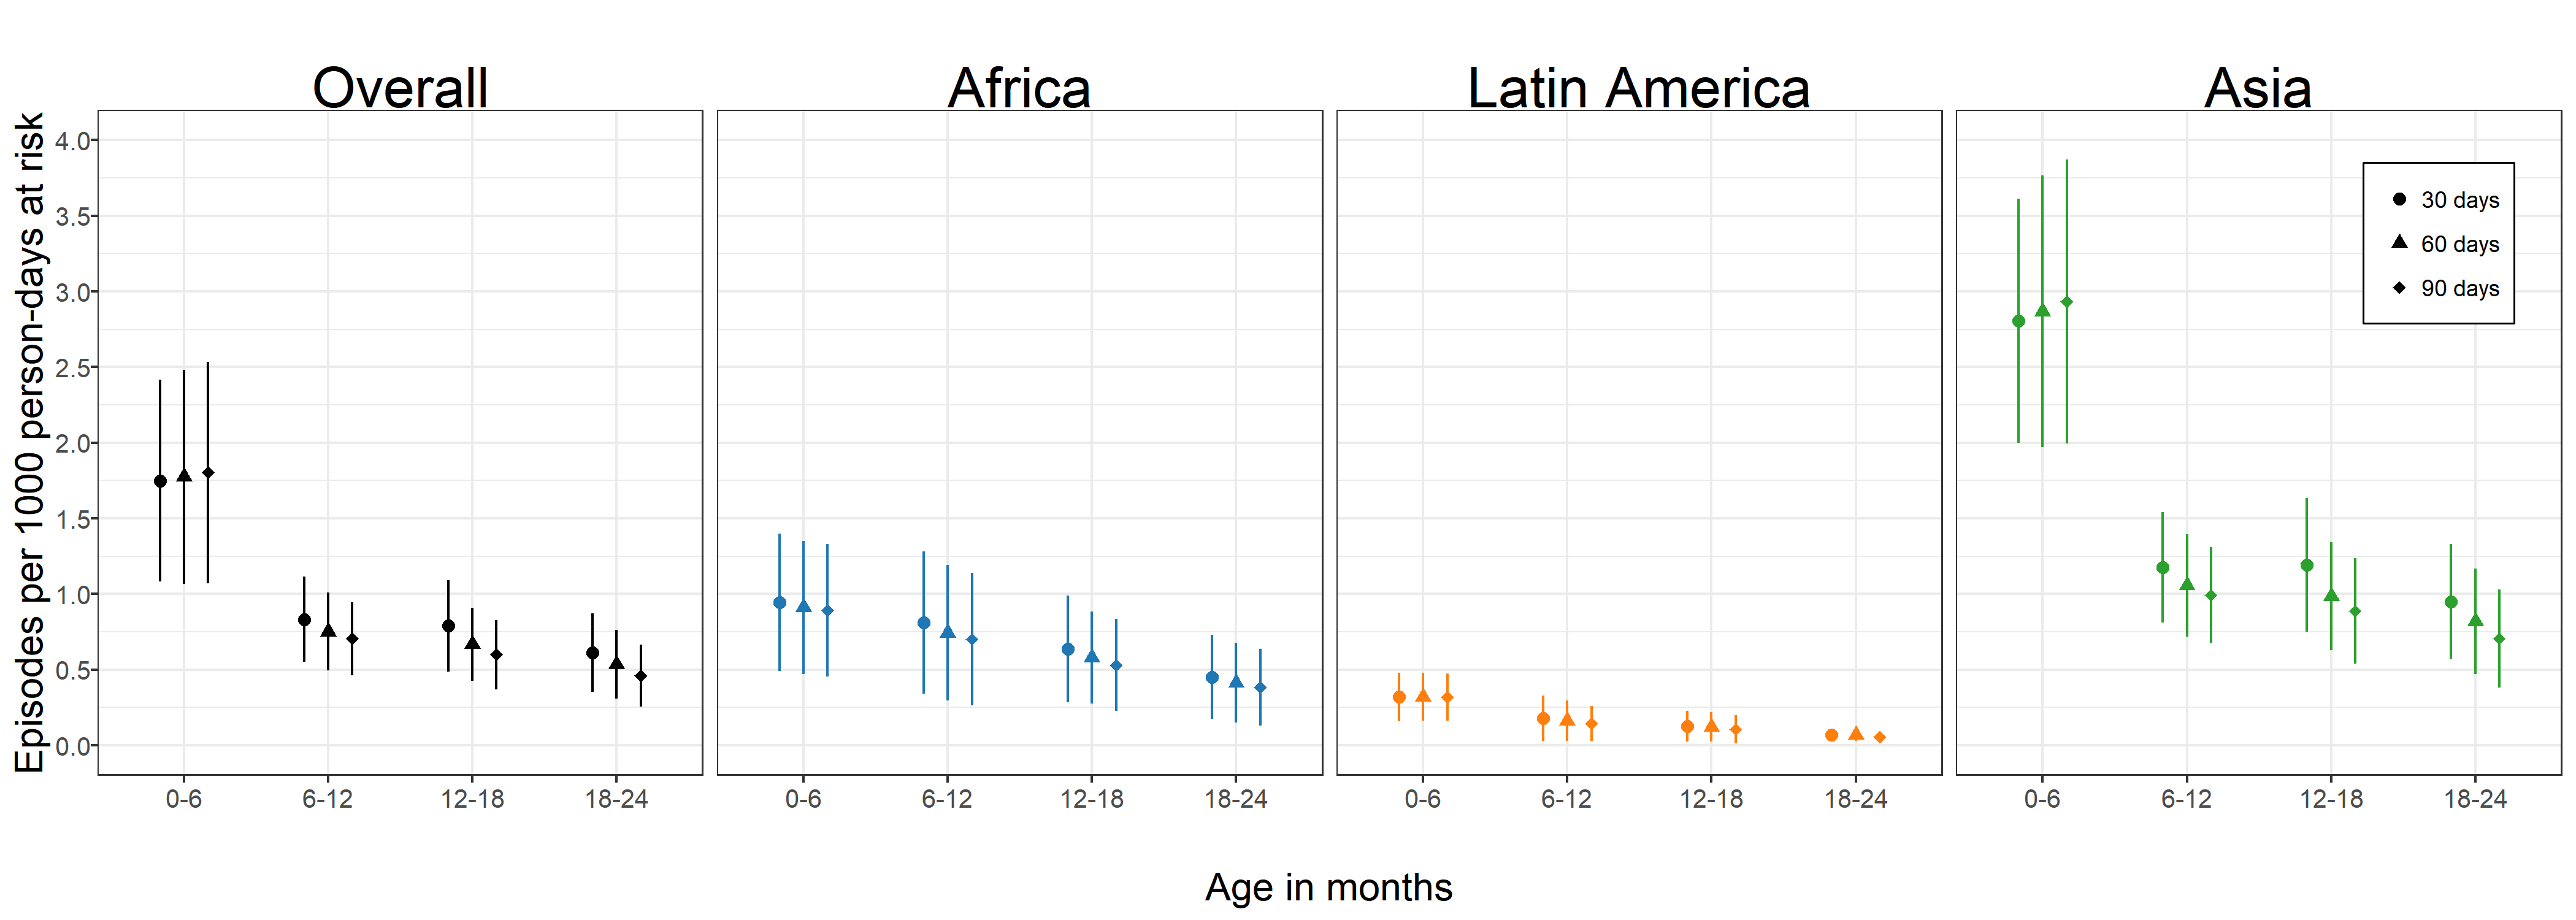 Overall
Africa
Latin America
Asia
Episodes per 1000 person-days at risk
4.0
3.5
3.0
2.5
2.0
1.5
1.0
0.5
0.0
30 days
60 days
90 days
0-6
6-12
12-18
18-24
0-6
6-12
12-18
18-24
0-6
6-12
12-18
18-24
0-6
6-12
12-18
18-24
Age in months